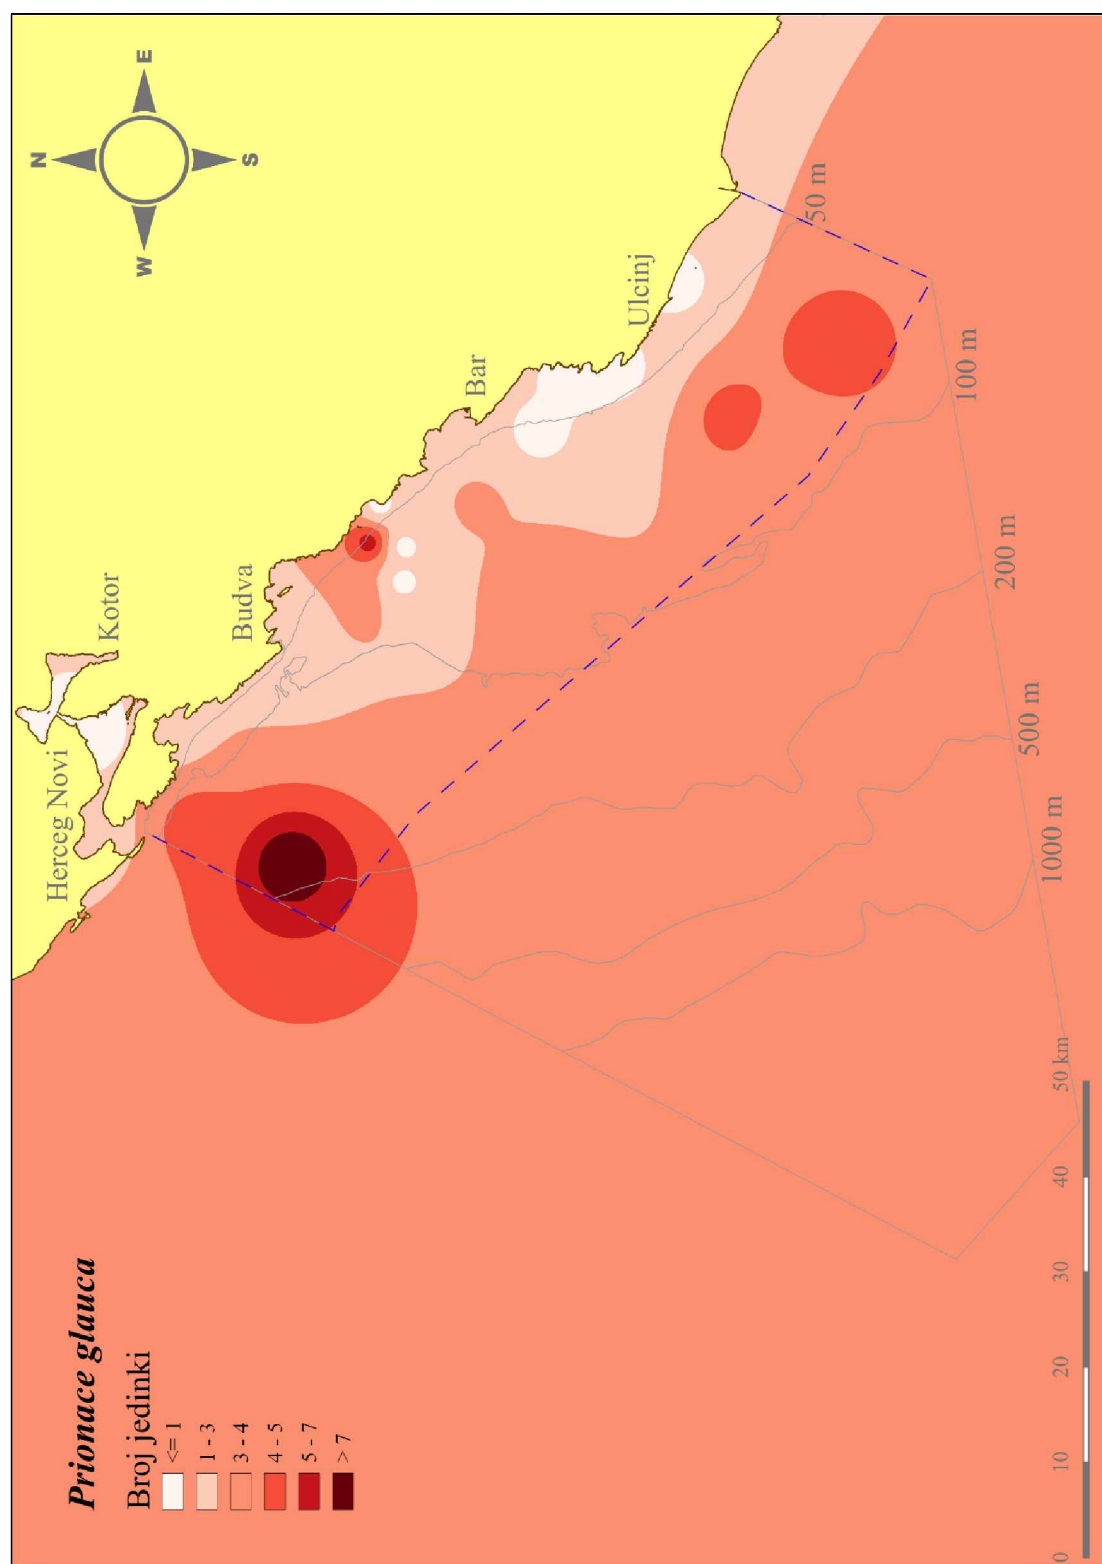 Prionace glauca
Broj jedinki
<= 1
1 - 3
3 - 4
4 - 5
5 - 7
> 7
N
W
E
S
Herceg Novi
Kotor
Budva
Bar
Ulcinj
50 m
100 m
200 m
500 m
1000 m
0 10 20 30 40 50 km